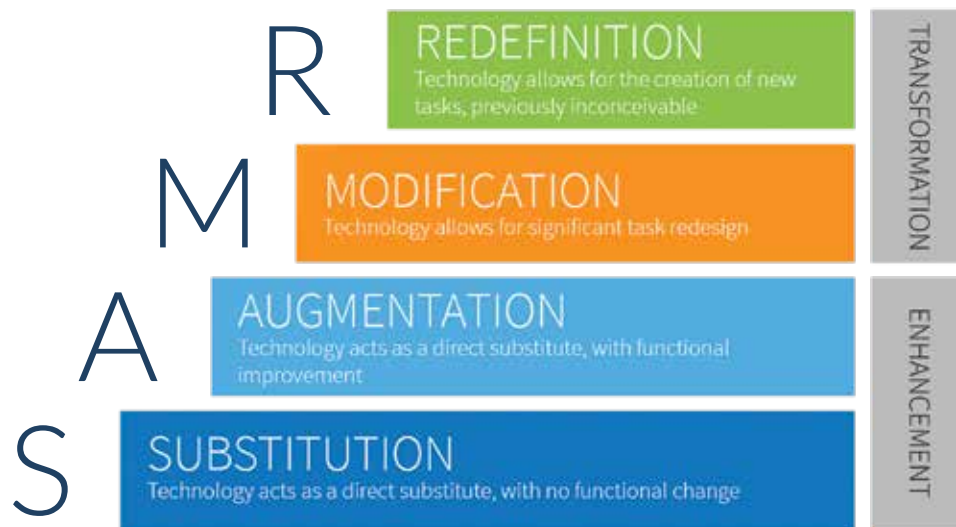 R
REDEFINITION
Technology allows for the creation of new
tasks, previously inconceivable
M
MODIFICATION
Technology allows for significant task redesign
TRANSFORMATION
A
AUGMENTATION
Technology acts as a direct substitute, with functional
improvement
S
SUBSTITUTION
Technology acts as a direct substitute, with no functional change
ENHANCEMENT